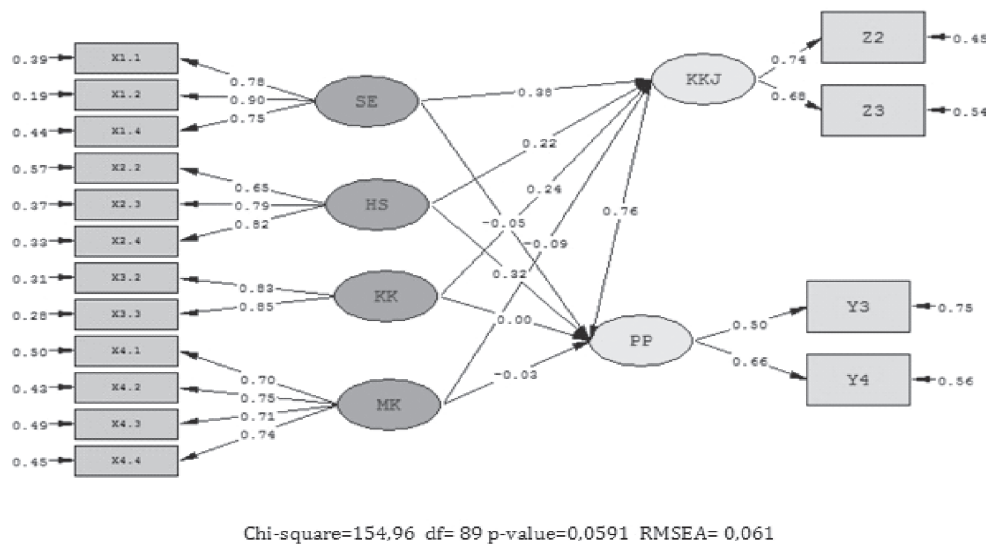 0.39 X1.1
0.19 X1.2
0.44 X1.4
0.57 X2.2
0.37 X2.3
0.33 X2.4
0.31 X3.2
0.28 X3.3
0.50 X4.1
0.43 X4.2
0.49 X4.3
0.45 X4.4
0.78
0.90
0.75
0.65
0.79
0.82
0.83
0.85
0.70
0.75
0.71
0.74
SE
HS
KK
MK
0.38
0.22
0.24
-0.09
-0.05
0.32
0.00
-0.03
0.76
KKJ
PP
0.74
0.68
0.50
0.66
Z2 0.45
Z3 0.54
Y3 0.75
Y4 0.56
Chi-square=154,96 df= 89 p-value=0,0591 RMSEA= 0,061